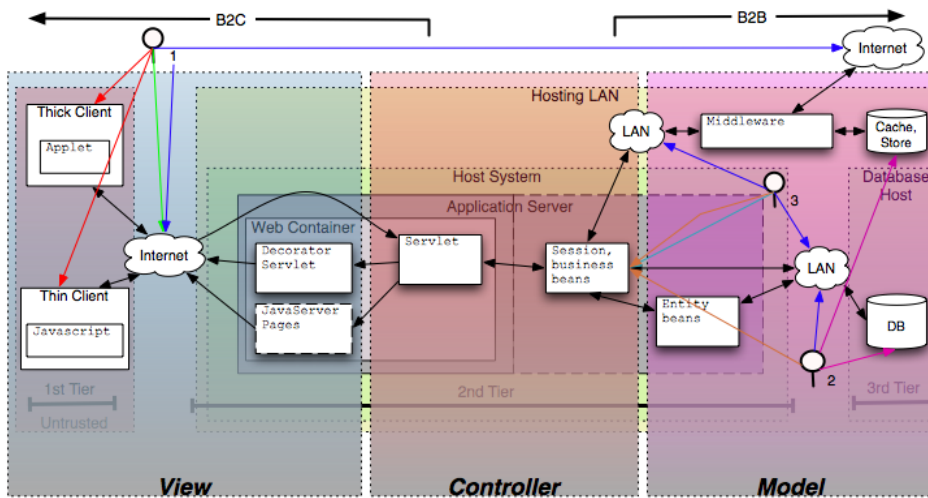 B2C
B2B
1
Internet
Hosting LAN
Thick Client
Applet
LAN
Middleware
Cache,
Store
Host System
Database
Host
3
Application Server
Web Container
Internet
Decorator
Servlet
Servlet
Session,
business
beans
LAN
Thin Client
Javascript
JavaServer
Pages
Entity
beans
DB
2
1st Tier
2nd Tier
3rd Tier
Untrusted
View
Controller
Model